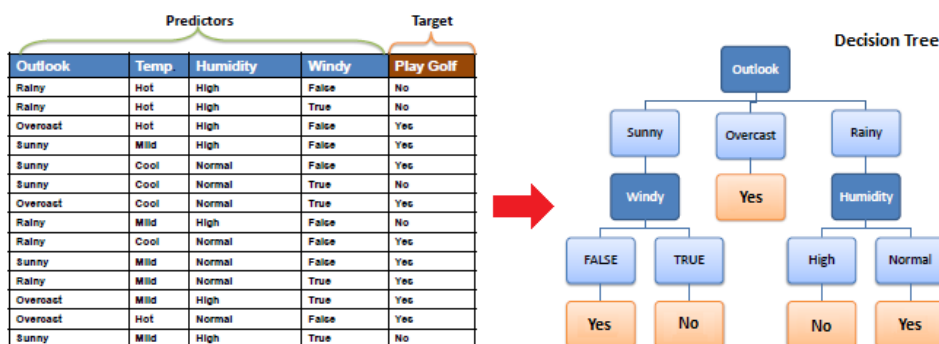 Predictors Target
Outlook Temp. Humidity Windy Play Golf
Rainy Hot High False No
Rainy Hot High True No
Overcast Hot High False Yes
Sunny Mild High False Yes
Sunny Cool Normal False Yes
Sunny Cool Normal True No
Overcast Cool Normal True Yes
Rainy Mild High False No
Rainy Cool Normal False Yes
Sunny Mild Normal False Yes
Rainy Mild Normal True Yes
Overcast Mild High True Yes
Overcast Hot Normal False Yes
Sunny Mild High True No
Decision Tree
Outlook
Sunny Overcast Rainy
Windy Yes Humidity
FALSE TRUE High Normal
Yes No No Yes